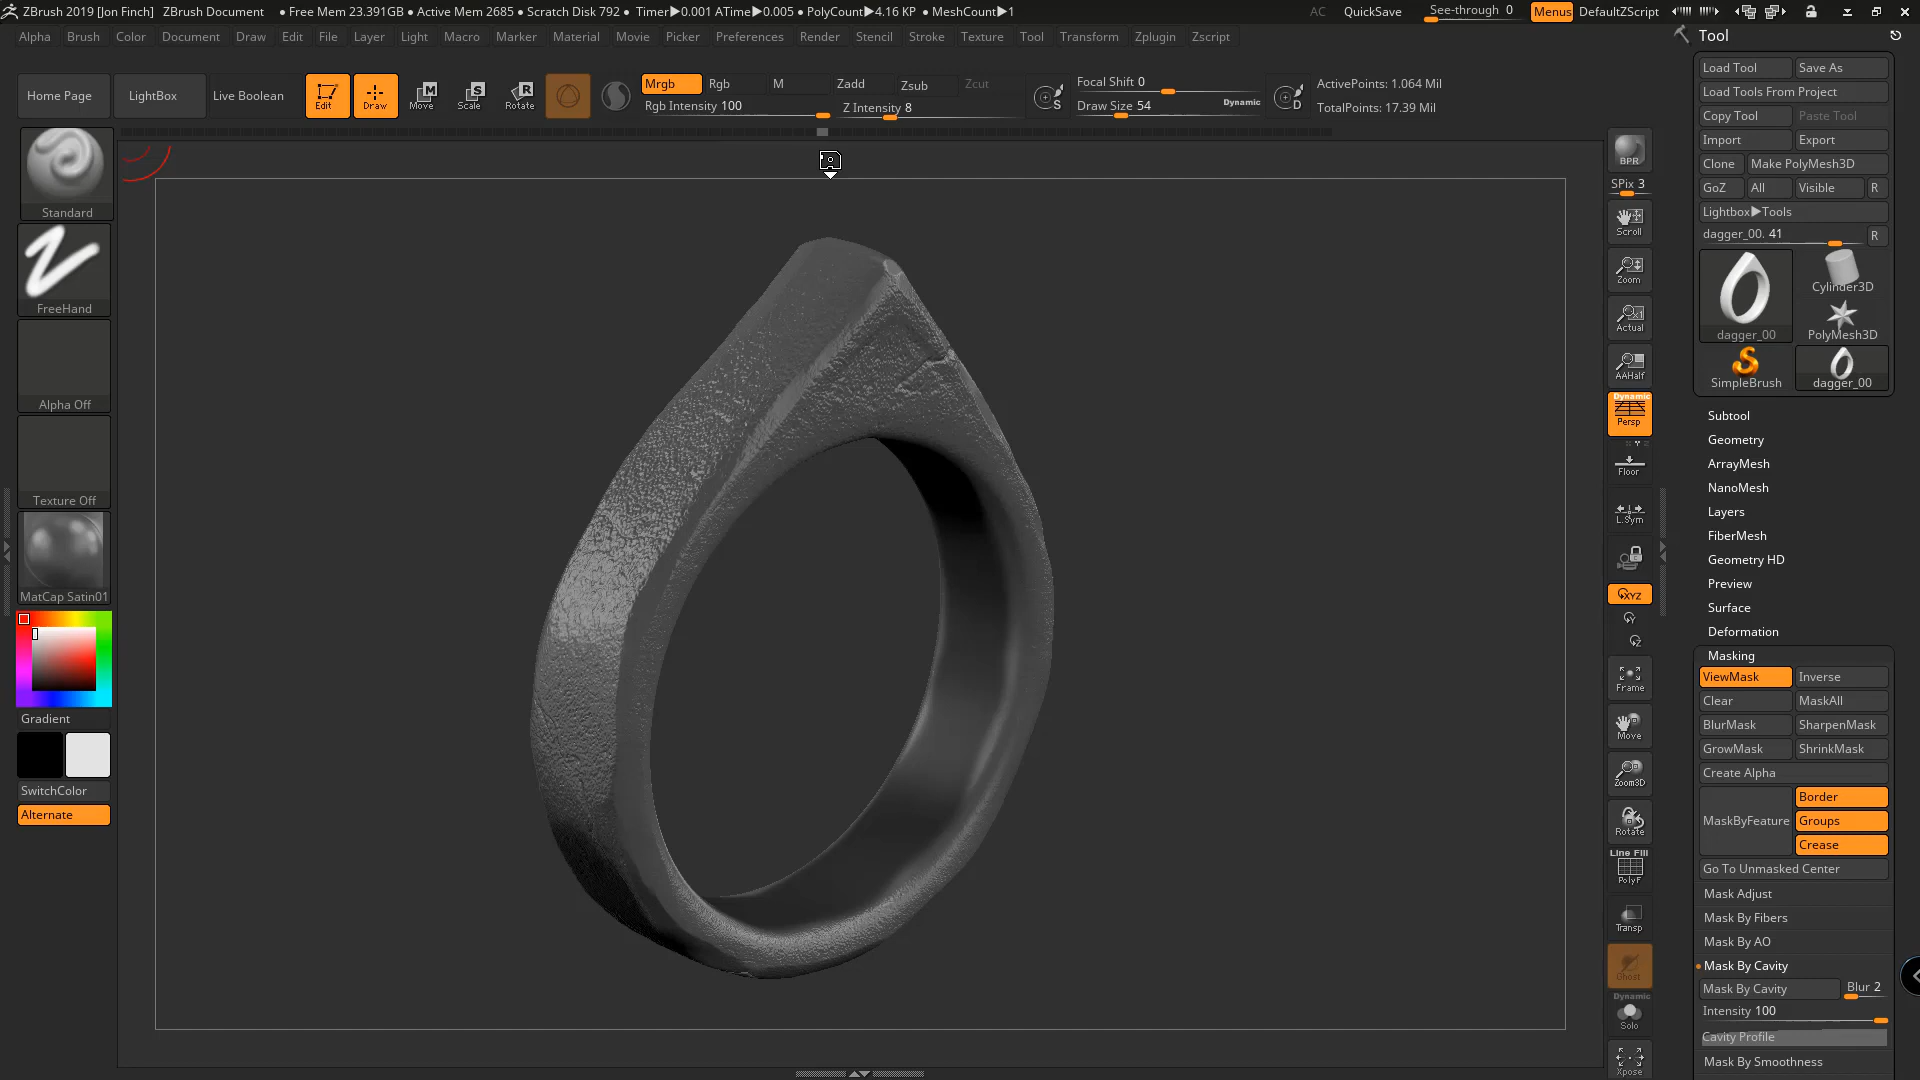 ZBrush 2019 [Jon Finch] ZBrush Document • Free Mem 23.391GB • Active Mem 2685 • Scratch Disk 792 • Timer▶0.001 ATime▶0.005 • PolyCount▶4.16 KP • MeshCount▶1 AC QuickSave See-through 0 Menus DefaultZScript
Alpha Brush Color Document Draw Edit File Layer Light Macro Marker Material Movie Picker Preferences Render Stencil Stroke Texture Tool Transform Zplugin Zscript
Home Page LightBox Live Boolean Edit Draw Move Scale Rotate
M S R
Mrgb Rgb M Zadd Zsub Zcut
Rgb Intensity 100 Z Intensity 8
S Focal Shift 0
Draw Size 54 Dynamic D
ActivePoints: 1.064 Mil
TotalPoints: 17.39 Mil
Standard
FreeHand
Alpha Off
Texture Off
MatCap Satin01
Gradient
SwitchColor
Alternate
BPR
SPix 3
Scroll
Zoom
Actual
AAHalf
Dynamic
Persp
Floor
L.Sym
XYZ
Y
Z
Frame
Move
Zoom3D
Rotate
Line Fill
PolyF
Transp
Ghost
Dynamic
Solo
Xpose
Tool
Load Tool Save As
Load Tools From Project
Copy Tool Paste Tool
Import Export
Clone Make PolyMesh3D
GoZ All Visible R
Lightbox▶Tools
dagger_00. 41 R
Cylinder3D
dagger_00 PolyMesh3D
SimpleBrush dagger_00
Subtool
Geometry
ArrayMesh
NanoMesh
Layers
FiberMesh
Geometry HD
Preview
Surface
Deformation
Masking
ViewMask Inverse
Clear MaskAll
BlurMask SharpenMask
GrowMask ShrinkMask
Create Alpha
MaskByFeature Border
Groups
Crease
Go To Unmasked Center
Mask Adjust
Mask By Fibers
Mask By AO
Mask By Cavity
Mask By Cavity Blur 2
Intensity 100
Cavity Profile
Mask By Smoothness